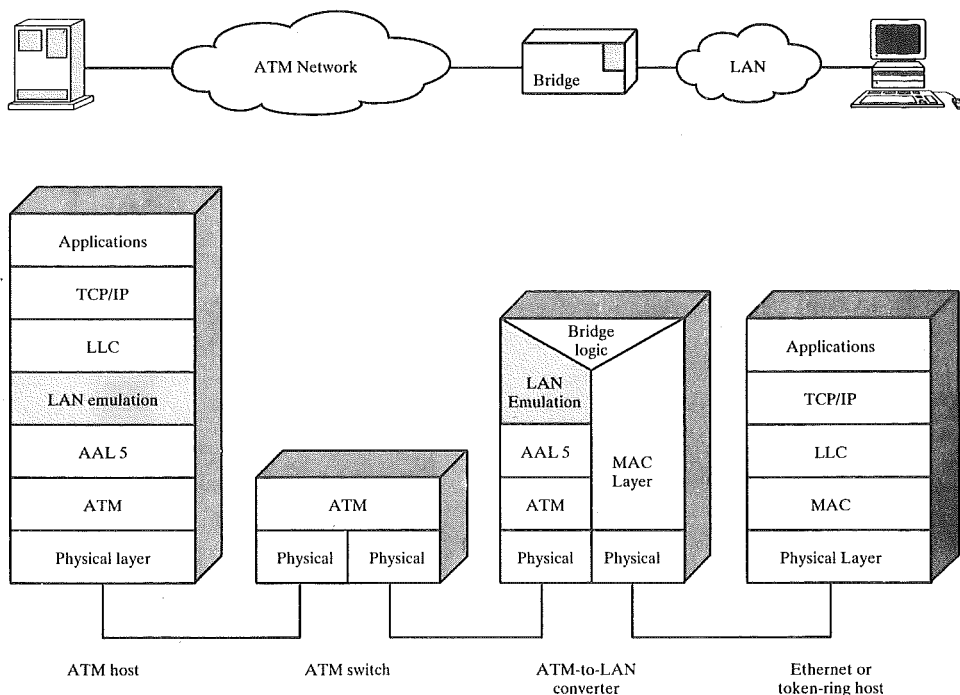 ATM Network
Bridge
LAN
Applications
TCP/IP
LLC
LAN emulation
AAL 5
ATM
Physical layer
ATM
Physical
Physical
Bridge
logic
LAN
Emulation
AAL 5
ATM
MAC
Layer
Physical
Physical
Applications
TCP/IP
LLC
MAC
Physical Layer
ATM host
ATM switch
ATM-to-LAN
converter
Ethernet or
token-ring host